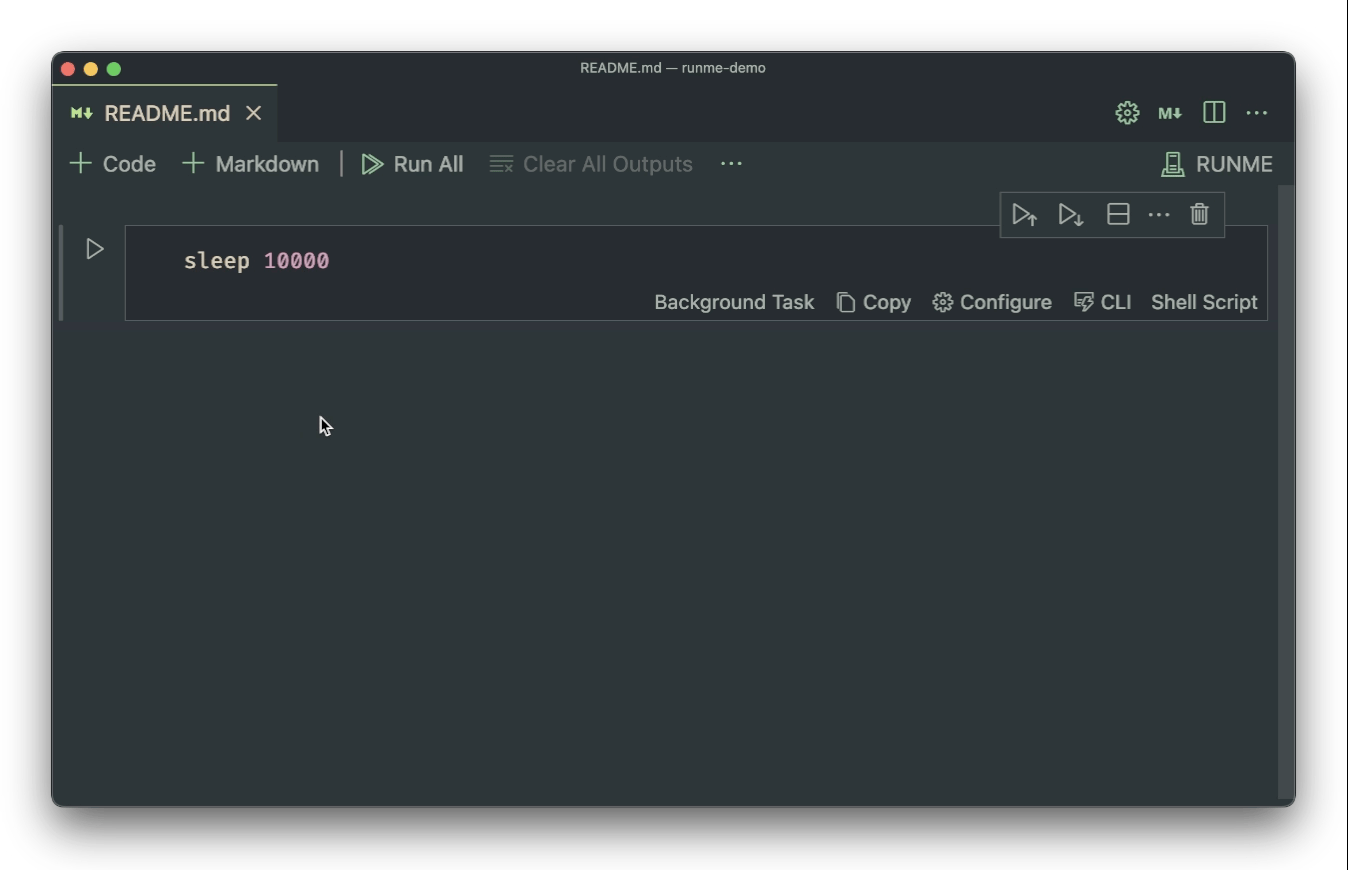 README.md — runme-demo
M↓ README.md
M↓
Code Markdown Run All Clear All Outputs ... RUNME
sleep 10000
Background Task Copy Configure CLI Shell Script